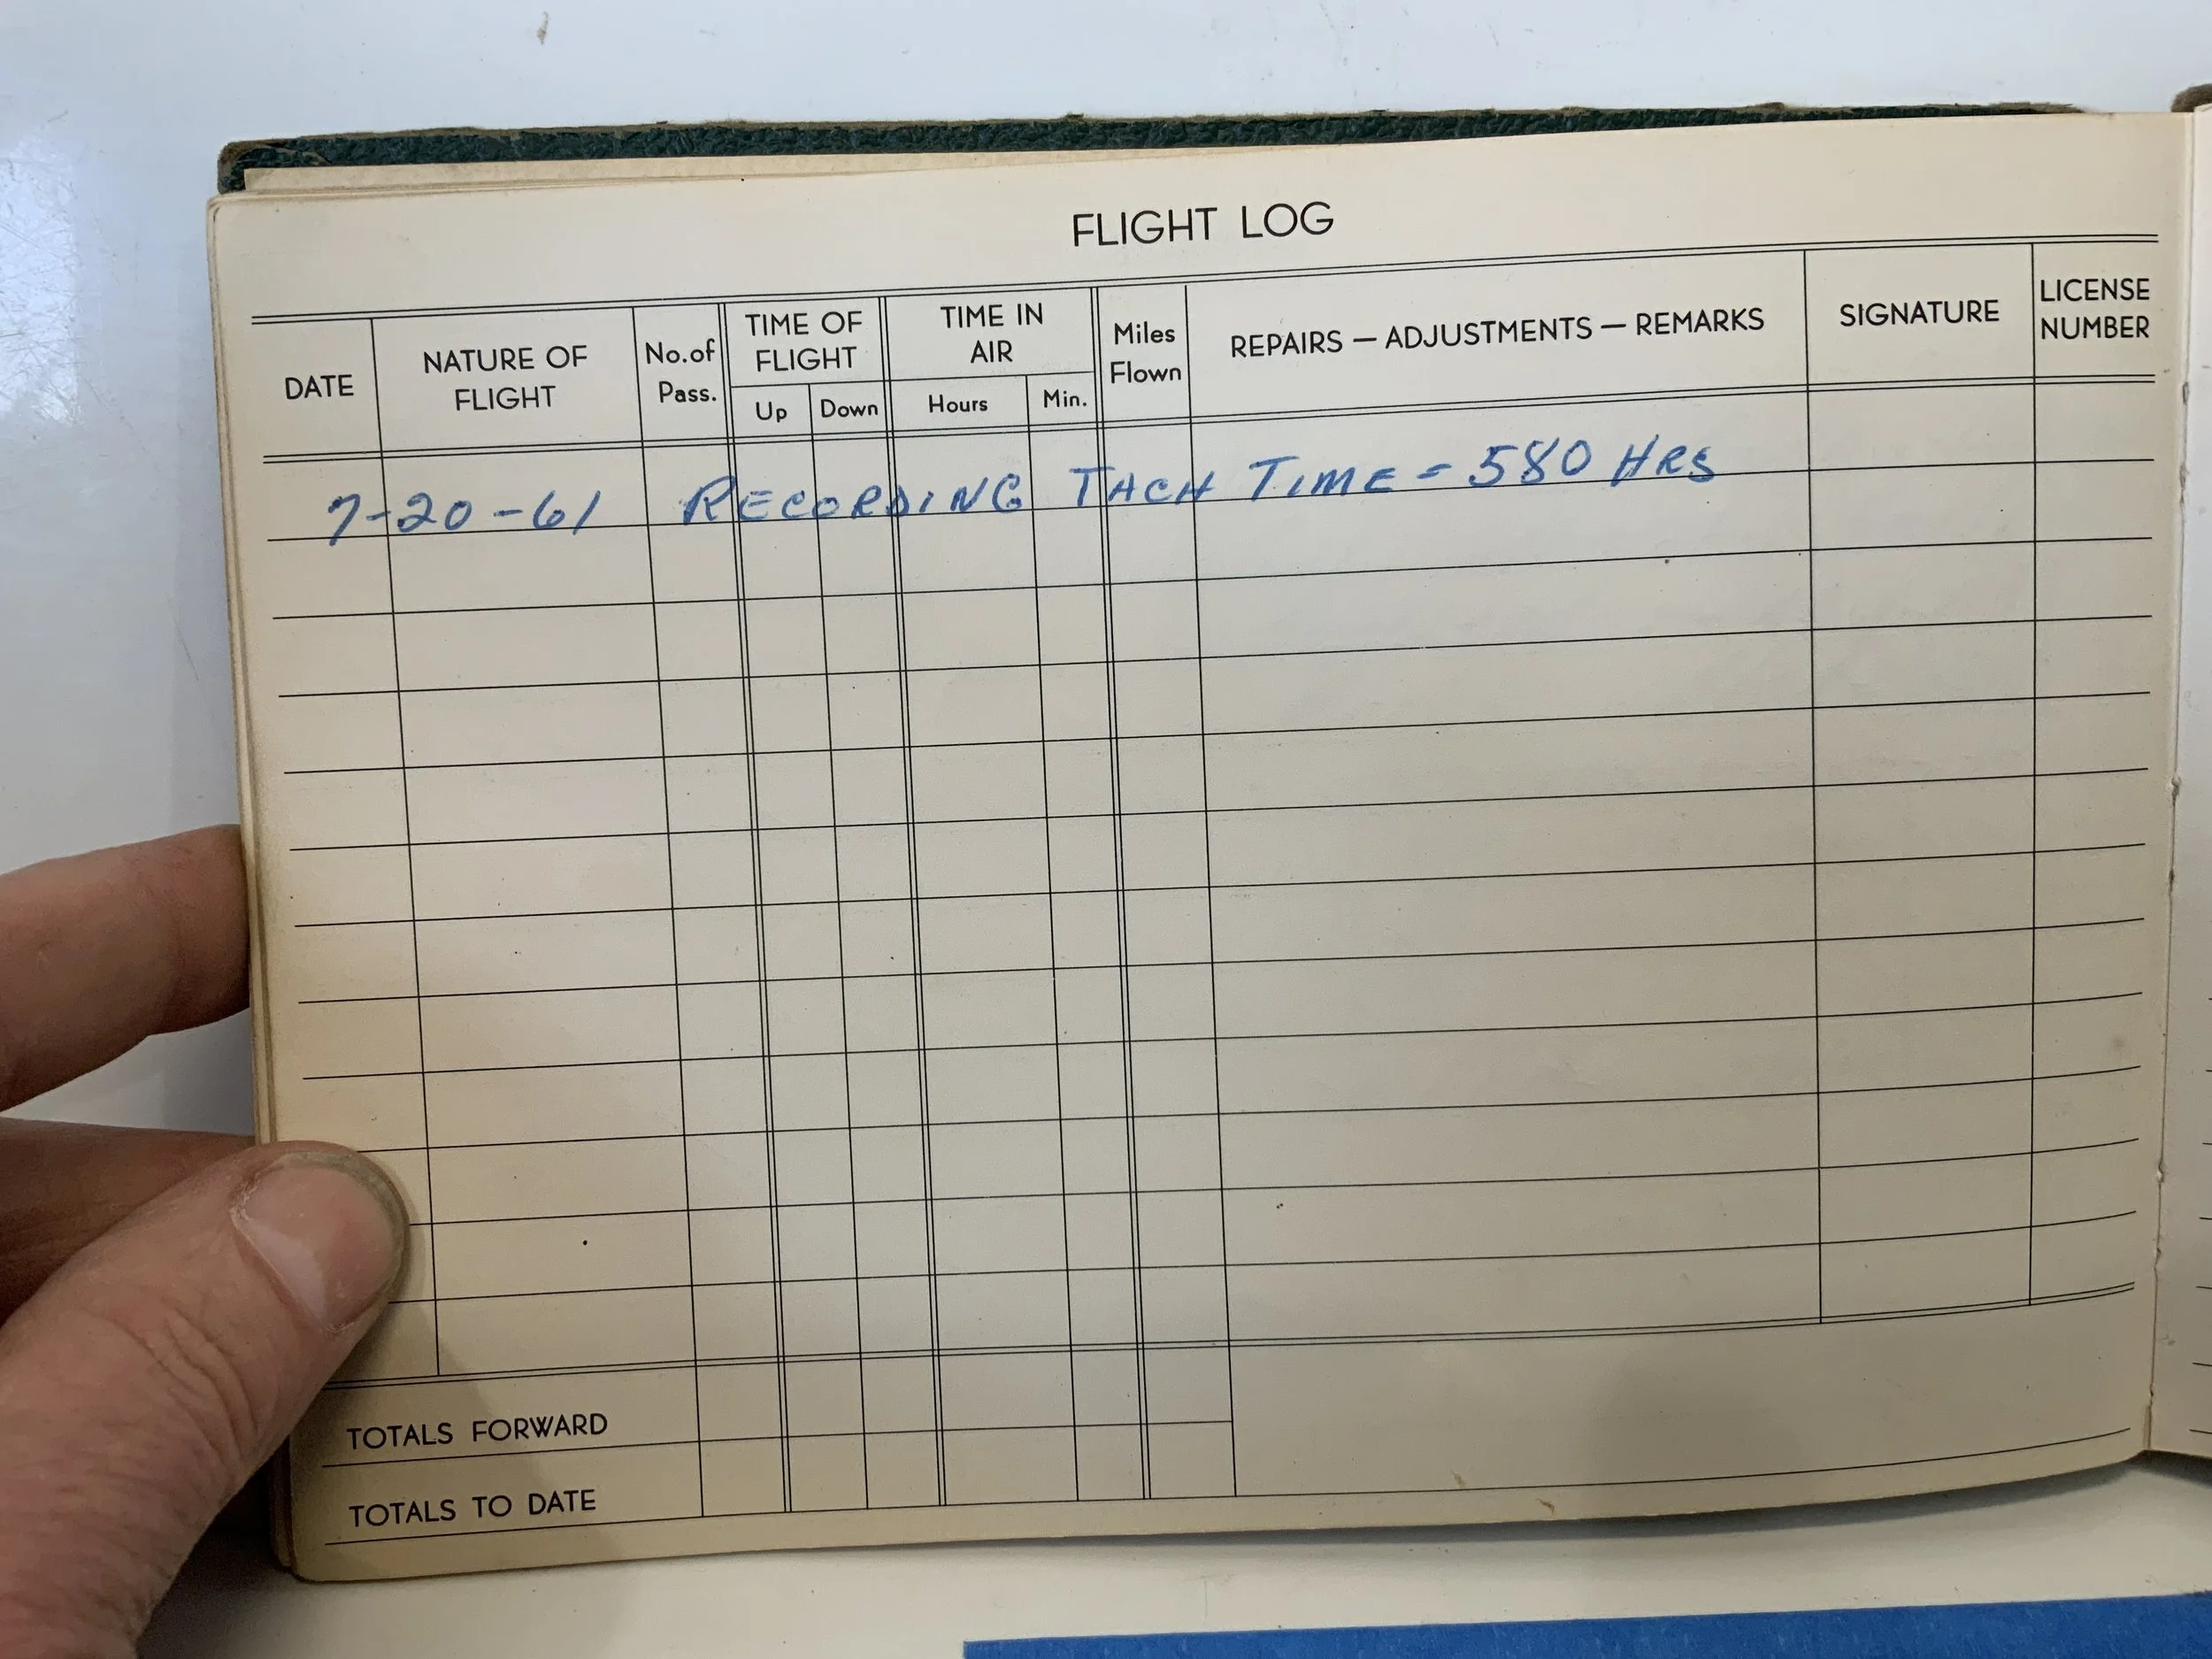 FLIGHT LOG
DATE
NATURE OF
FLIGHT
No. of
Pass.
TIME OF
FLIGHT
Up
Down
TIME IN
AIR
Hours
Min.
Miles
Flown
REPAIRS — ADJUSTMENTS — REMARKS
SIGNATURE
LICENSE
NUMBER
7-20-61 RECORDING TACH TIME = 580 HRS
TOTALS FORWARD
TOTALS TO DATE